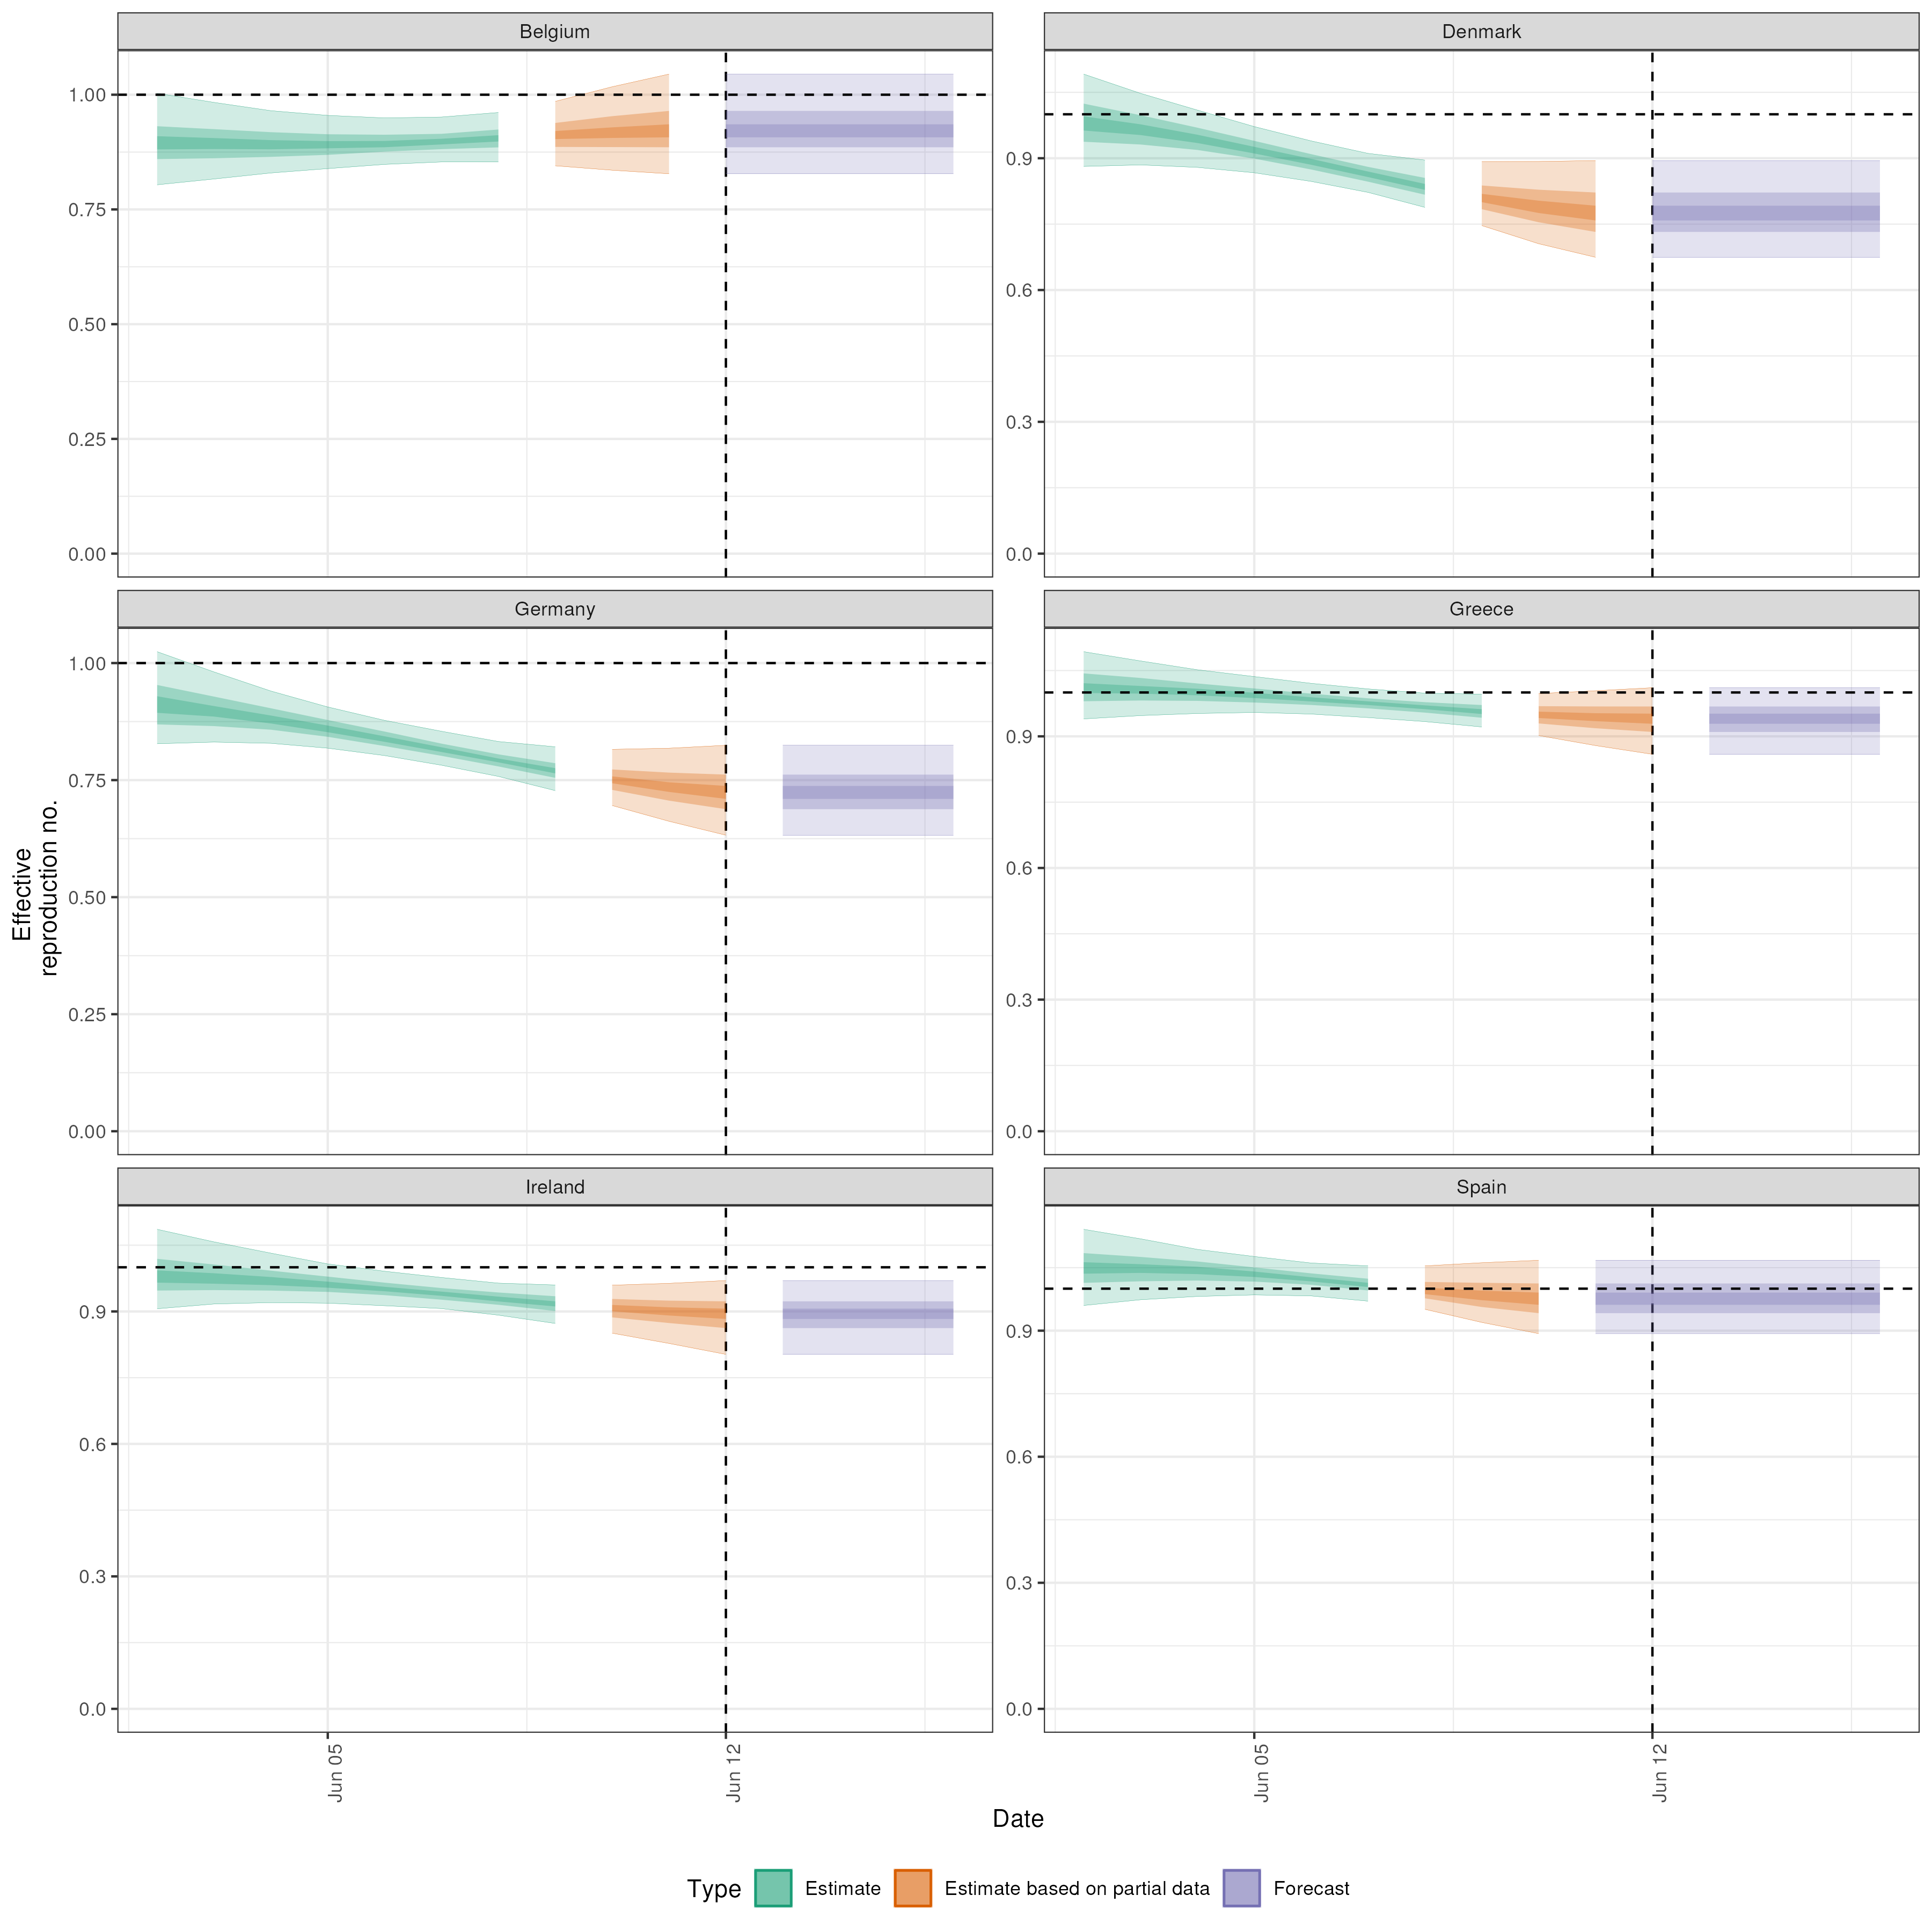 Belgium
Denmark
1.00
0.75
0.50
0.25
0.00
0.9
0.6
0.3
0.0
Germany
Greece
1.00
0.75
0.50
0.25
0.00
0.9
0.6
0.3
0.0
Effective
reproduction no.
Ireland
Spain
0.9
0.6
0.3
0.0
0.9
0.6
0.3
0.0
Jun 05
Jun 12
Jun 05
Jun 12
Date
Type Estimate Estimate based on partial data Forecast